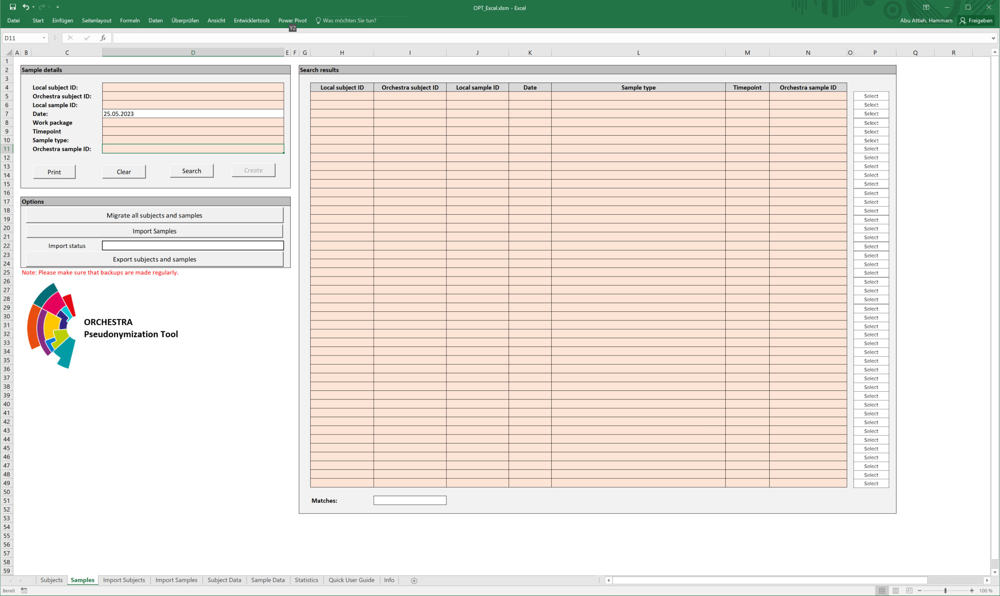 OPT_Excel.xlsm - Excel
Datei Start Einfügen Seitenlayout Formeln Daten Überprüfen Ansicht Entwicklertools Power Pivot Was möchten Sie tun? Abu Attieh, Hammam Freigeben
Y2
D11 fx
A B C D E F G H I J K L M N O P Q R
1
2 Sample details Search results
3
4 Local subject ID: Local subject ID Orchestra subject ID Local sample ID Date Sample type Timepoint Orchestra sample ID
5 Orchestra subject ID: Select
6 Local sample ID: Select
7 Date: 25.05.2023 Select
8 Work package Select
9 Timepoint Select
10 Sample type: Select
11 Orchestra sample ID: Select
12 Select
13 Print Clear Search Create Select
14 Select
15 Select
16 Select
17 Options Select
18 Migrate all subjects and samples Select
19 Select
20 Import Samples Select
21 Select
22 Import status Select
23 Export subjects and samples Select
24 Select
25 Note: Please make sure that backups are made regularly. Select
26 Select
27 Select
28 Select
29 Select
30 Select
31 ORCHESTRA Select
32 Pseudonymization Tool Select
33 Select
34 Select
35 Select
36 Select
37 Select
38 Select
39 Select
40 Select
41 Select
42 Select
43 Select
44 Select
45 Select
46 Select
47 Select
48 Select
49 Select
50
51 Matches:
52
53
54
55
56
57
58
59
Subjects Samples Import Subjects Import Samples Subject Data Sample Data Statistics Quick User Guide Info
Bereit 100 %